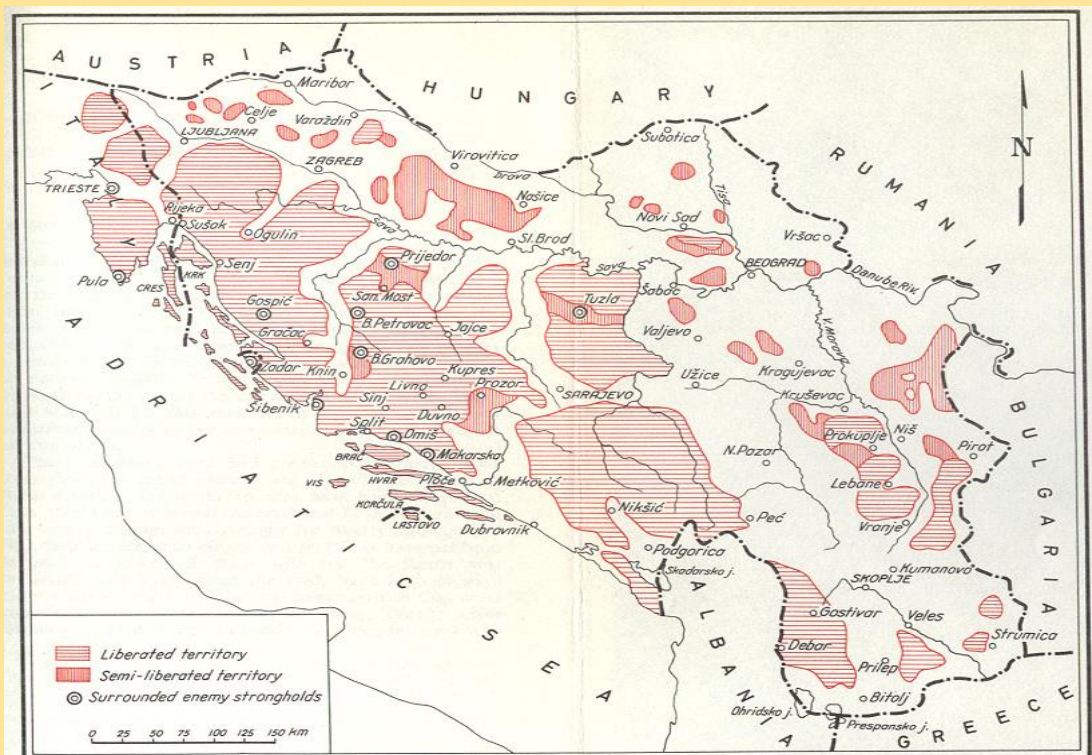 AUSTRIA
HUNGARY
ITALY
RUMANIA
BULGARIA
GREECE
ALBANIA
ADRIATIC SEA
N
Maribor
Celje
Varaždin
LJUBLJANA
ZAGREB
Virovitica
Drava
Našice
Subotica
Tisa
Novi Sad
Vršac
TRIESTE
Rijeka
Sušak
Ogulin
Sava
Sl. Brod
Sava
BEOGRAD
Danube Riv.
Pula
CRES
KRK
Senj
Prijedor
San. Most
Tuzla
Šabac
Valjevo
V. Morava
Gospić
B. Petrovac
Jajce
Gračac
B. Grahovo
Kragujevac
Zadar
Knin
Kupres
Livno
Prozor
SARAJEVO
Užice
Kruševac
Šibenik
Sinj
Duvno
Split
Omiš
Makarska
N. Pazar
Prokuplje
Niš
Pirot
BRAČ
VIS
HVAR
Ploče
Metković
Lebane
KORČULA
LASTOVO
Dubrovnik
Nikšić
Peć
Vranje
Podgorica
Skadarsko j.
SKOPLJE
Kumanovo
Gostivar
Veles
Debar
Prilep
Strumica
Bitolj
Ohridsko j.
Prespansko j.
Liberated territory
Semi-liberated territory
Surrounded enemy strongholds
0 25 50 75 100 125 150 km